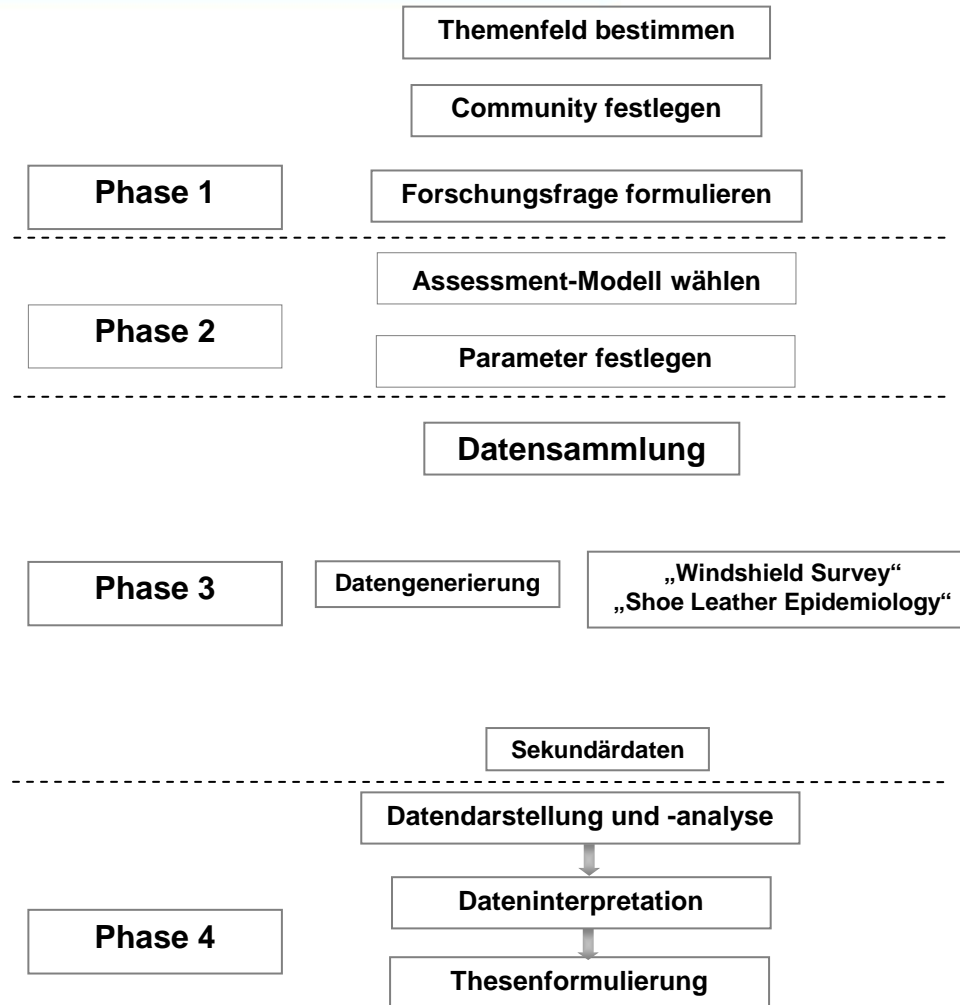 Themenfeld bestimmen
Community festlegen
Phase 1
Forschungsfrage formulieren
Assessment-Modell wählen
Phase 2
Parameter festlegen
Datensammlung
Phase 3
Datengenerierung
„Windshield Survey“
„Shoe Leather Epidemiology“
Sekundärdaten
Datendarstellung und -analyse
Dateninterpretation
Phase 4
Thesenformulierung